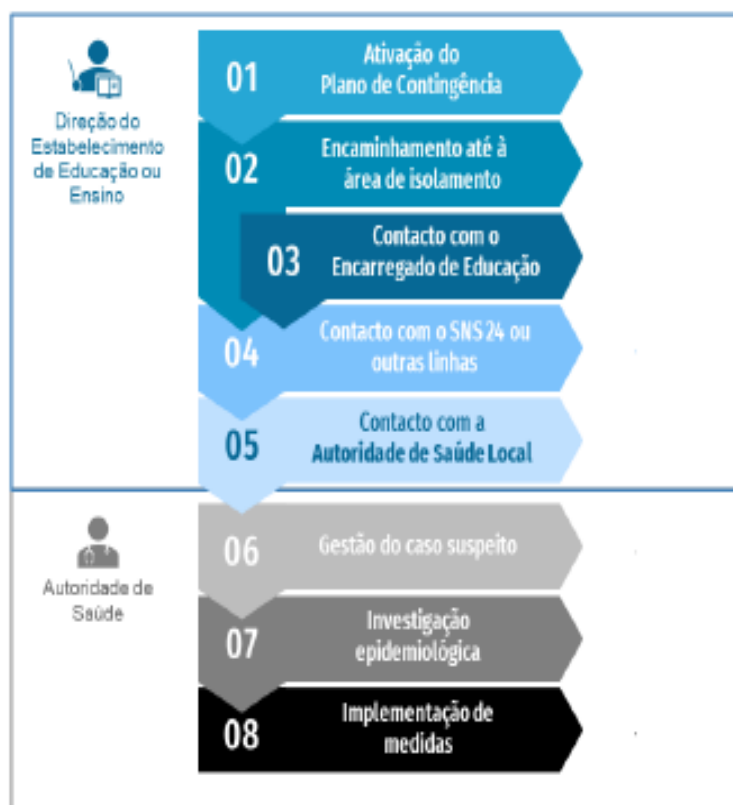 Direção do
Estabelecimento
de Educação ou
Ensino
01
Ativação do
Plano de Contingência
02
Encaminhamento até à
área de isolamento
03
Contacto com o
Encarregado de Educação
04
Contacto com o SNS 24 ou
outras linhas
05
Contacto com a
Autoridade de Saúde Local
Autoridade de
Saúde
06
Gestão do caso suspeito
07
Investigação
epidemiológica
08
Implementação de
medidas